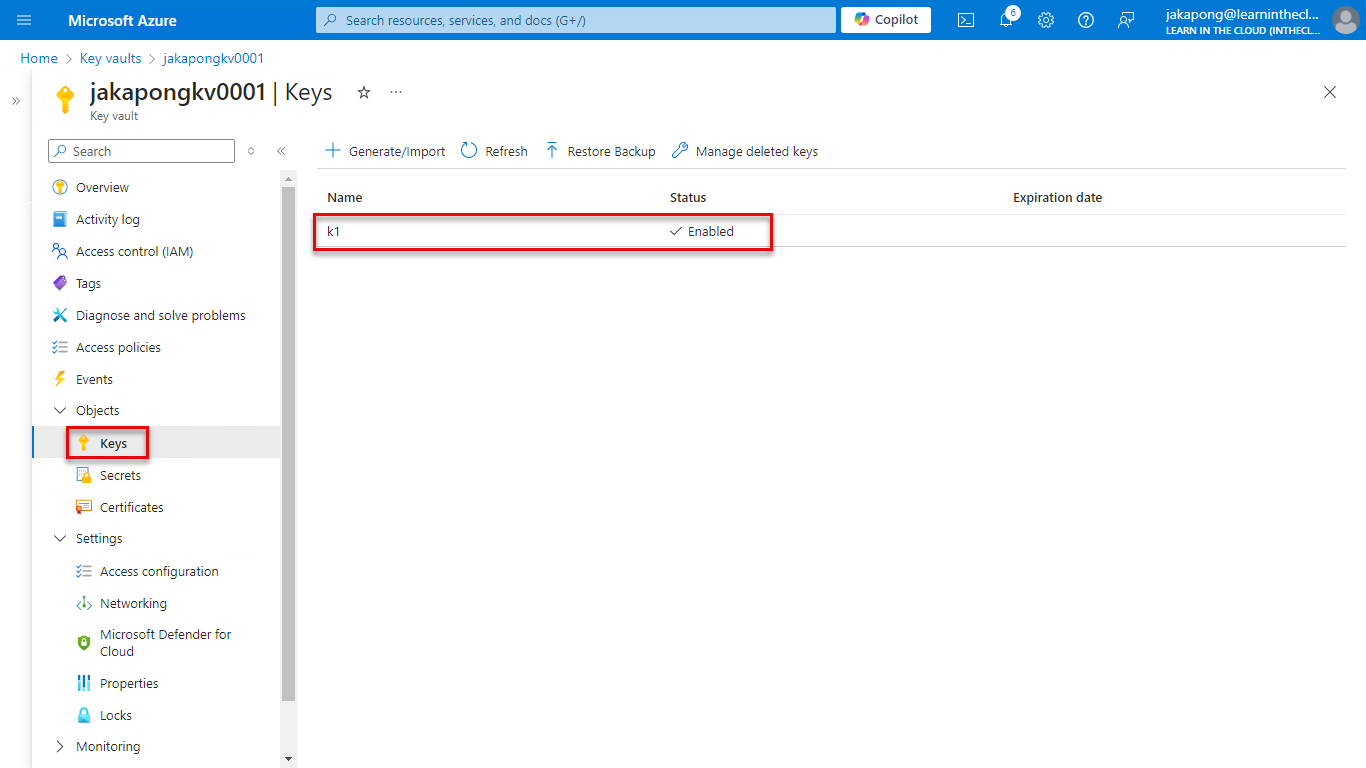 Microsoft Azure
Search resources, services, and docs (G+/)
Copilot
6
jakapong@learninthecl...
LEARN IN THE CLOUD (INTHECL...
Home > Key vaults > jakapongkv0001
jakapongkv0001 | Keys
Key vault
Search
Generate/Import
Refresh
Restore Backup
Manage deleted keys
Overview
Activity log
Access control (IAM)
Tags
Diagnose and solve problems
Access policies
Events
Objects
Keys
Secrets
Certificates
Settings
Access configuration
Networking
Microsoft Defender for
Cloud
Properties
Locks
Monitoring
Name Status Expiration date
k1 Enabled